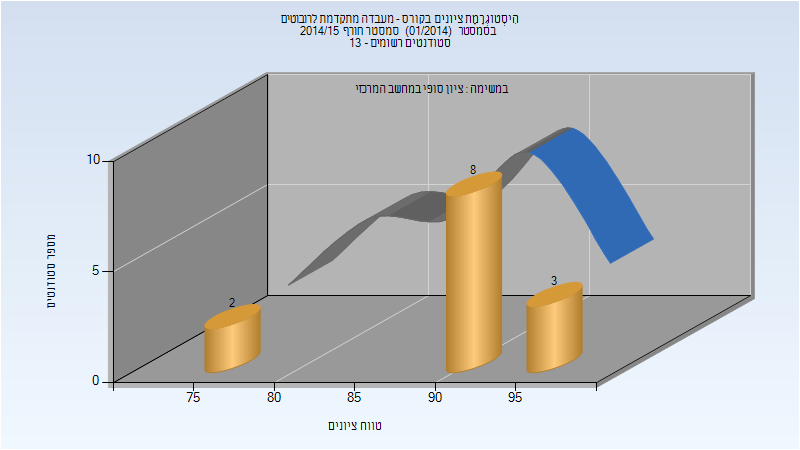 היסטוגרמת ציונים בקורס - מעבדה מתקדמת לרובוטים
בסמסטר (01/2014) סמסטר חורף 2014/15
סטודנטים רשומים - 13
במשימה : ציון סופי במחשב המרכזי
10
5
0
מספר סטודנטים
2
8
3
75
80
85
90
95
טווח ציונים